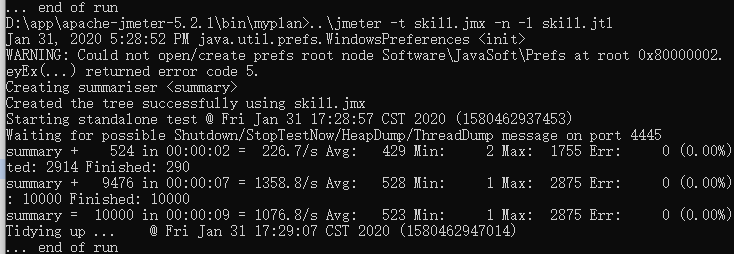 ... end of run
D:\app\apache-jmeter-5.2.1\bin\myplan>..\jmeter -t skill.jmx -n -l skill.jtl
Jan 31, 2020 5:28:52 PM java.util.prefs.WindowsPreferences <init>
WARNING: Could not open/create prefs root node Software\JavaSoft\Prefs at root 0x80000002.
eyEx(...) returned error code 5.
Creating summariser <summary>
Created the tree successfully using skill.jmx
Starting standalone test @ Fri Jan 31 17:28:57 CST 2020 (1580462937453)
Waiting for possible Shutdown/StopTestNow/HeapDump/ThreadDump message on port 4445
summary +    524 in 00:00:02 =  226.7/s Avg:   429 Min:     2 Max:  1755 Err:     0 (0.00%)
ted: 2914 Finished: 290
summary +   9476 in 00:00:07 = 1358.8/s Avg:   528 Min:     1 Max:  2875 Err:     0 (0.00%)
: 10000 Finished: 10000
summary =  10000 in 00:00:09 = 1076.8/s Avg:   523 Min:     1 Max:  2875 Err:     0 (0.00%)
Tidying up ...    @ Fri Jan 31 17:29:07 CST 2020 (1580462947014)
... end of run